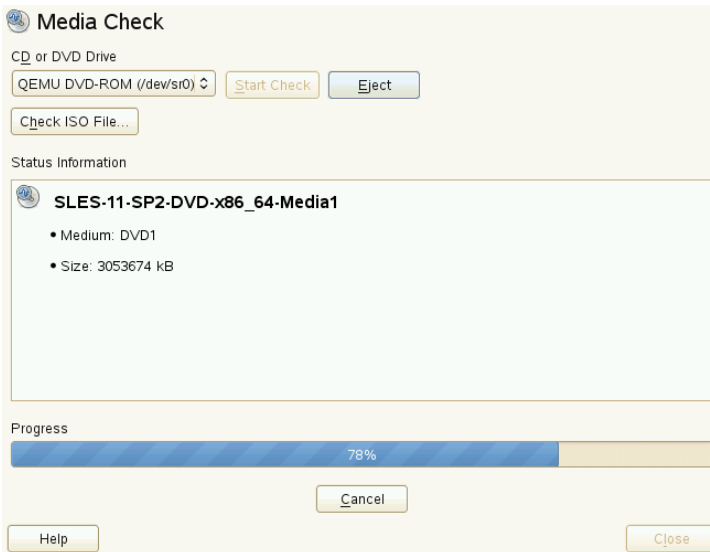 Media Check
CD or DVD Drive
QEMU DVD-ROM (/dev/sr0)
Start Check
Eject
Check ISO File...
Status Information
SLES-11-SP2-DVD-x86_64-Media1
• Medium: DVD1
• Size: 3053674 kB
Progress
78%
Cancel
Help
Close